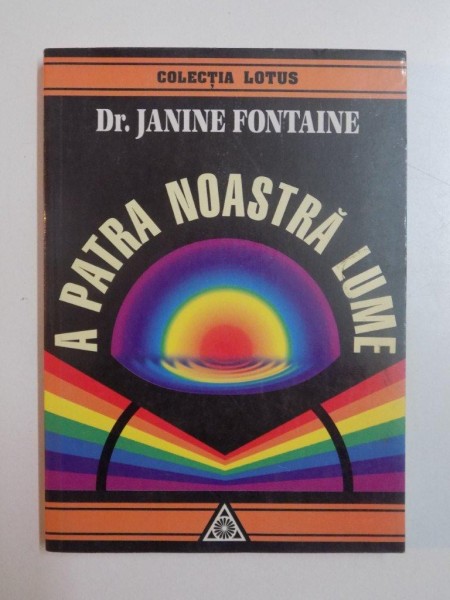 COLECȚIA LOTUS
Dr. JANINE FONTAINE
A PATRA NOASTRĂ LUME